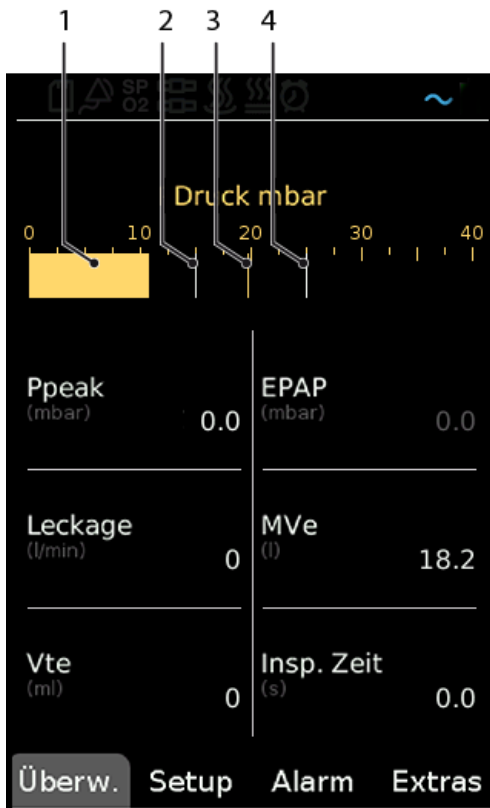 1 2 3 4
SP
O2
Druck mbar
0 10 20 30 40
Ppeak
(mbar)
0.0
EPAP
(mbar)
0.0
Leckage
(l/min)
0
MVe
(l)
18.2
Vte
(ml)
0
Insp. Zeit
(s)
0.0
Überw. Setup Alarm Extras